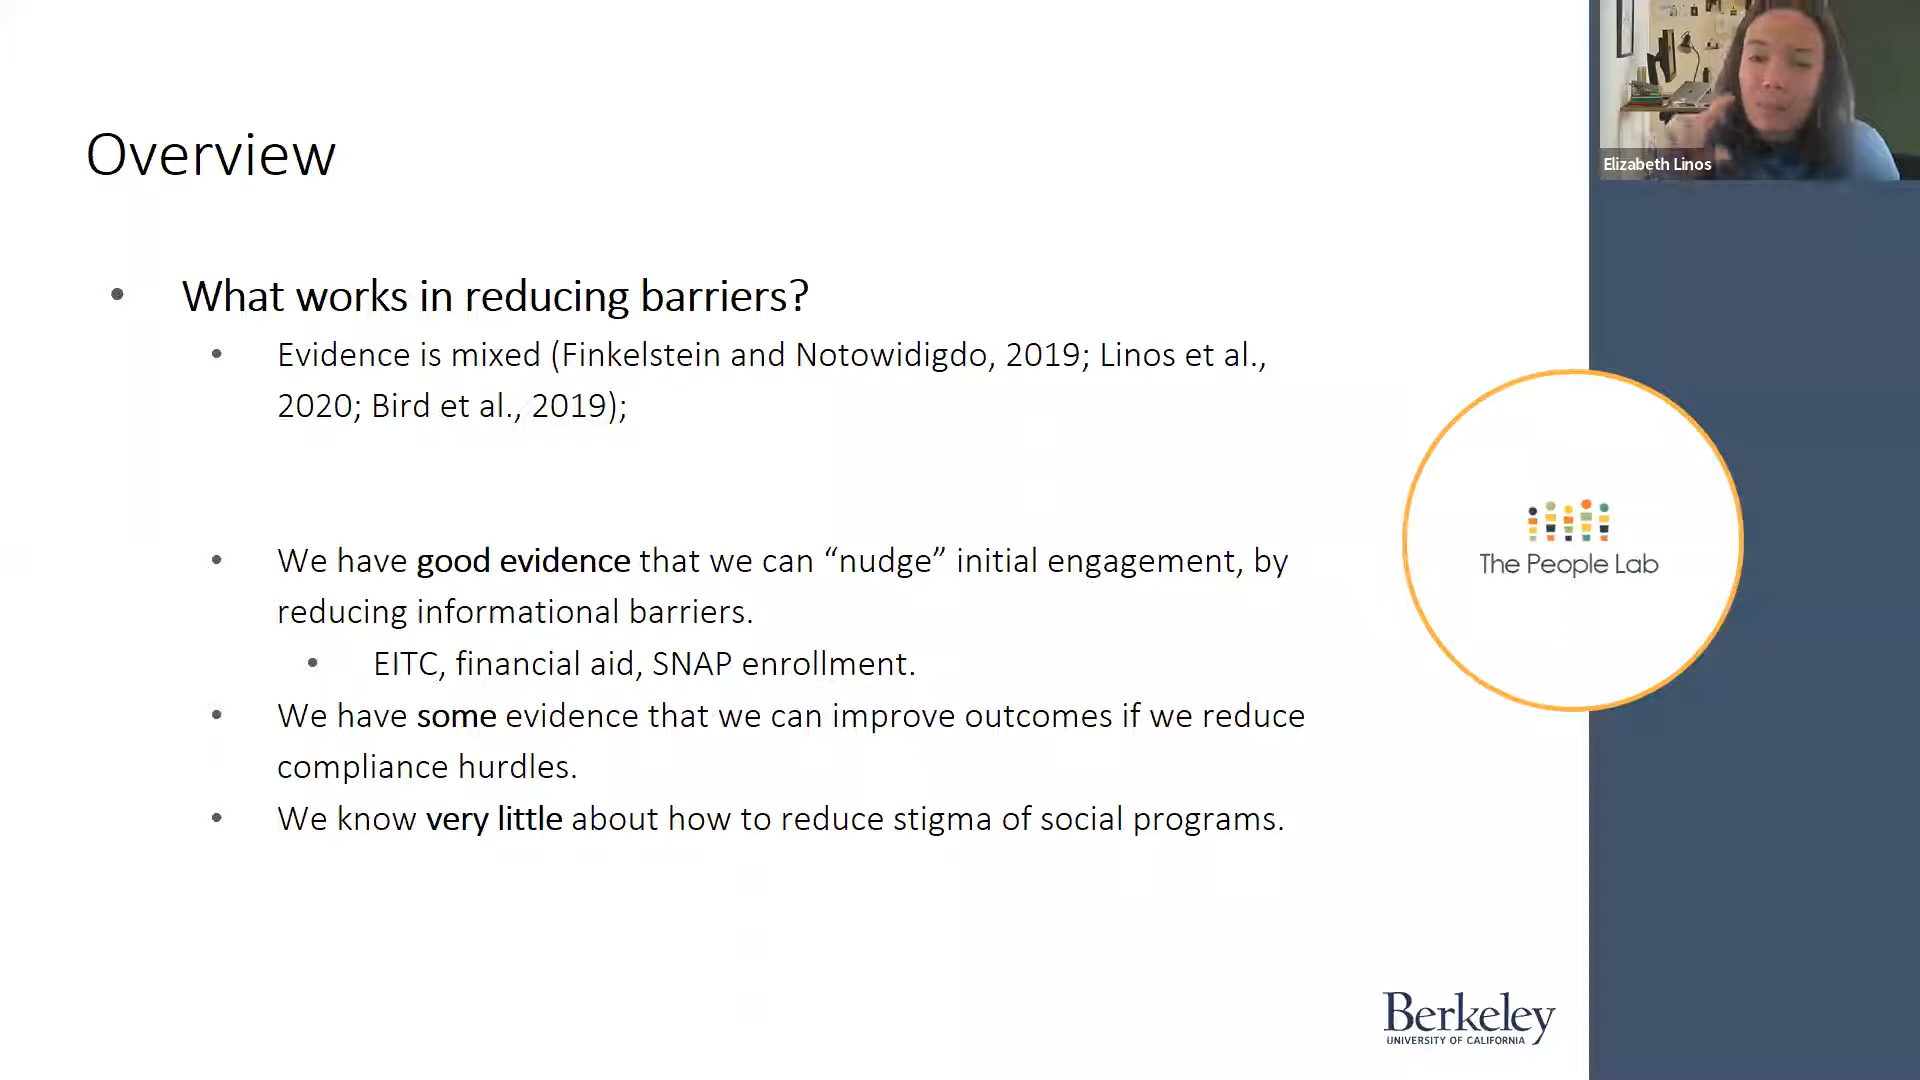 Elizabeth Linos
Overview
• What works in reducing barriers?
• Evidence is mixed (Finkelstein and Notowidigdo, 2019; Linos et al.,
2020; Bird et al., 2019);
• We have good evidence that we can “nudge” initial engagement, by
reducing informational barriers.
• EITC, financial aid, SNAP enrollment.
• We have some evidence that we can improve outcomes if we reduce
compliance hurdles.
• We know very little about how to reduce stigma of social programs.
The People Lab
Berkeley
UNIVERSITY OF CALIFORNIA